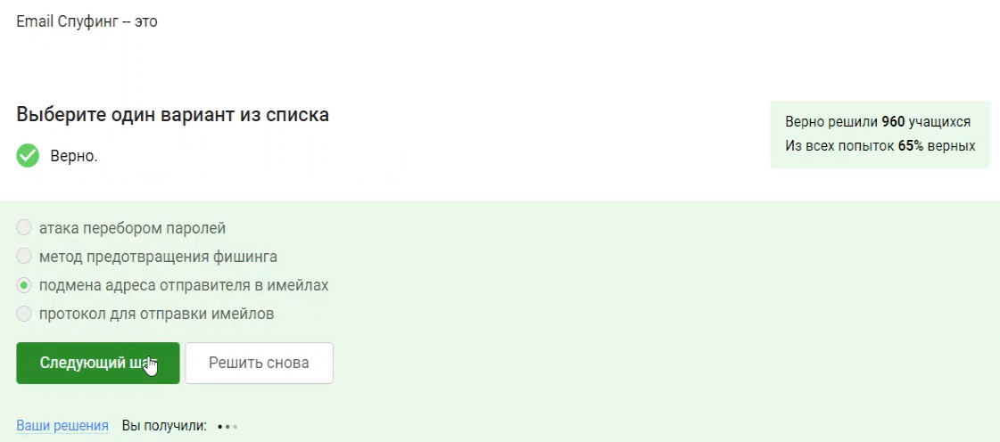 Email Спуфинг -- это
Выберите один вариант из списка
Верно.
Верно решили 960 учащихся
Из всех попыток 65% верных
атака перебором паролей
метод предотвращения фишинга
подмена адреса отправителя в имейлах
протокол для отправки имейлов
Следующий шаг
Решить снова
Ваши решения Вы получили: